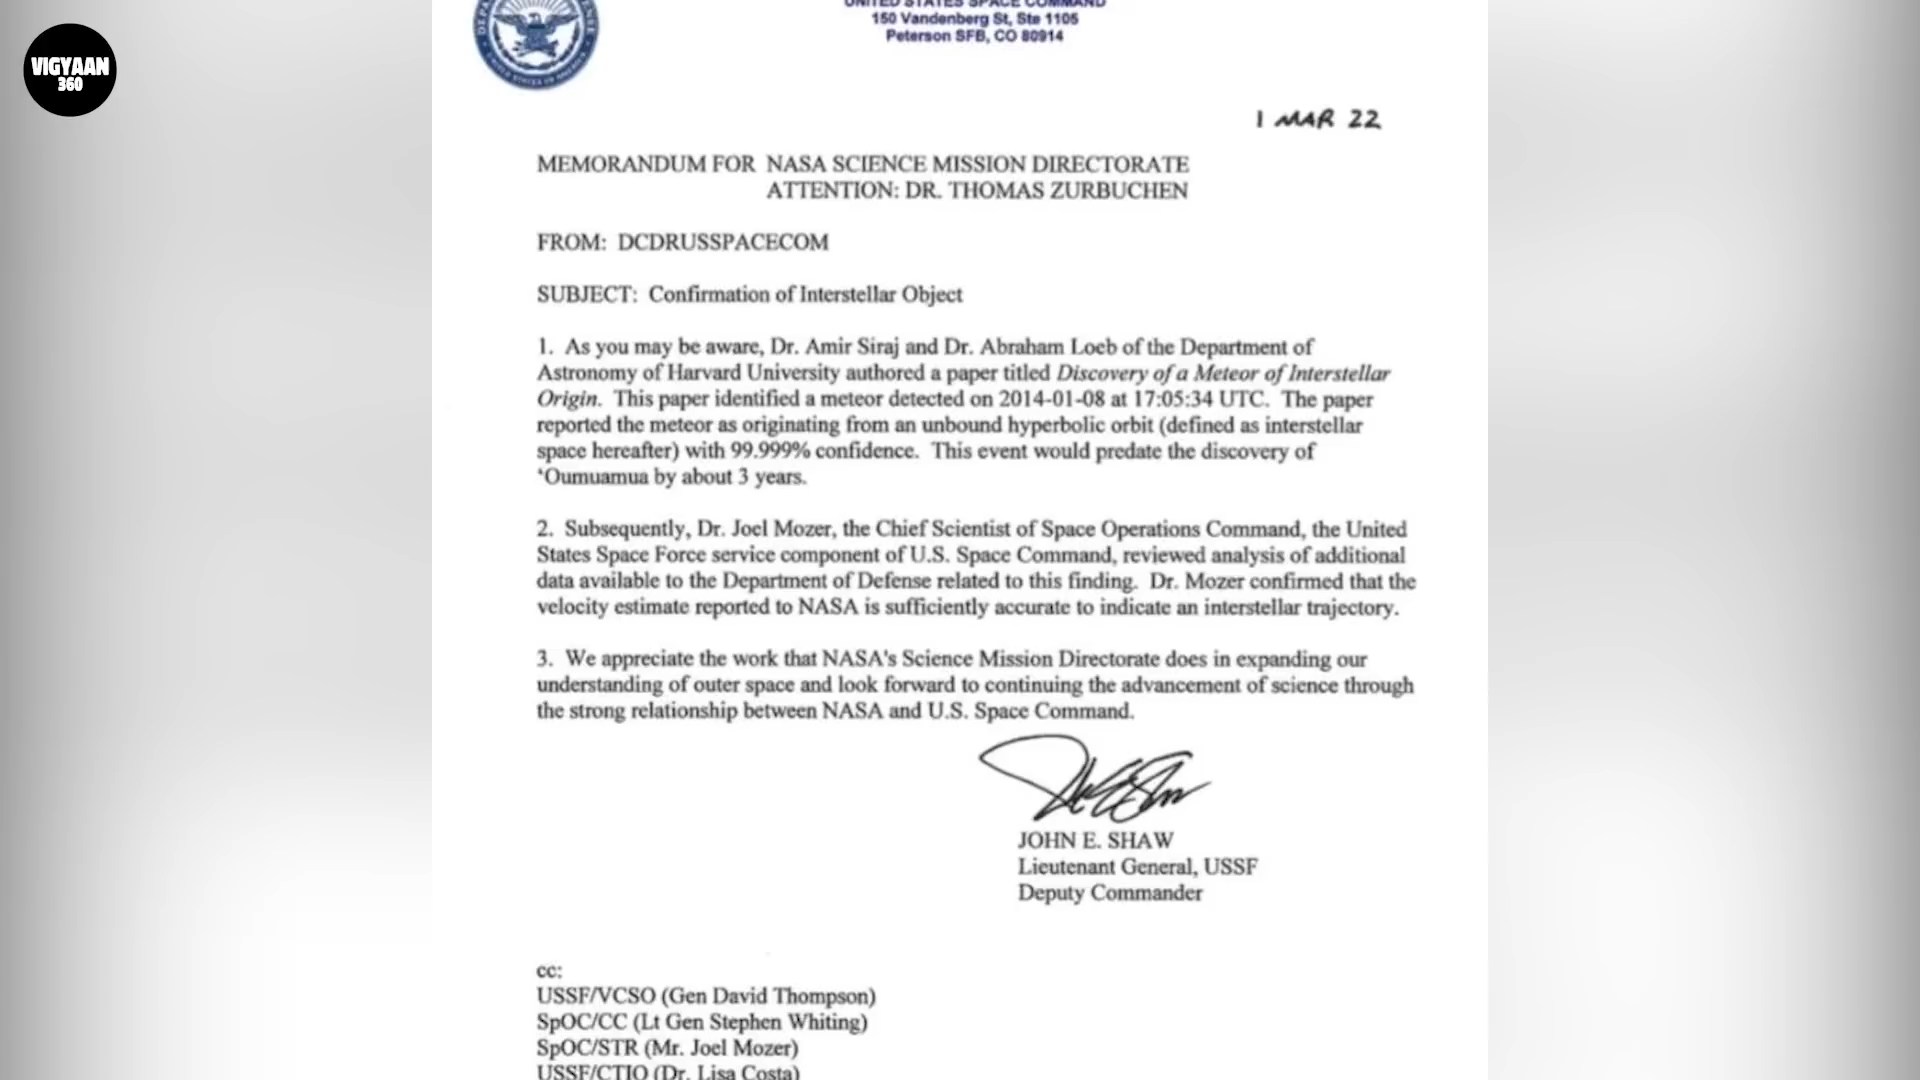 VIGYAAN
360
UNITED STATES SPACE COMMAND
150 Vandenberg St, Ste 1105
Peterson SFB, CO 80914
1 MAR 22
MEMORANDUM FOR NASA SCIENCE MISSION DIRECTORATE
ATTENTION: DR. THOMAS ZURBUCHEN
FROM: DCDRUSSPACECOM
SUBJECT: Confirmation of Interstellar Object
1. As you may be aware, Dr. Amir Siraj and Dr. Abraham Loeb of the Department of
Astronomy of Harvard University authored a paper titled Discovery of a Meteor of Interstellar
Origin. This paper identified a meteor detected on 2014-01-08 at 17:05:34 UTC. The paper
reported the meteor as originating from an unbound hyperbolic orbit (defined as interstellar
space hereafter) with 99.999% confidence. This event would predate the discovery of
‘Oumuamua by about 3 years.
2. Subsequently, Dr. Joel Mozer, the Chief Scientist of Space Operations Command, the United
States Space Force service component of U.S. Space Command, reviewed analysis of additional
data available to the Department of Defense related to this finding. Dr. Mozer confirmed that the
velocity estimate reported to NASA is sufficiently accurate to indicate an interstellar trajectory.
3. We appreciate the work that NASA's Science Mission Directorate does in expanding our
understanding of outer space and look forward to continuing the advancement of science through
the strong relationship between NASA and U.S. Space Command.
JOHN E. SHAW
Lieutenant General, USSF
Deputy Commander
cc:
USSF/VCSO (Gen David Thompson)
SpOC/CC (Lt Gen Stephen Whiting)
SpOC/STR (Mr. Joel Mozer)
USSF/CTIO (Dr. Lisa Costa)